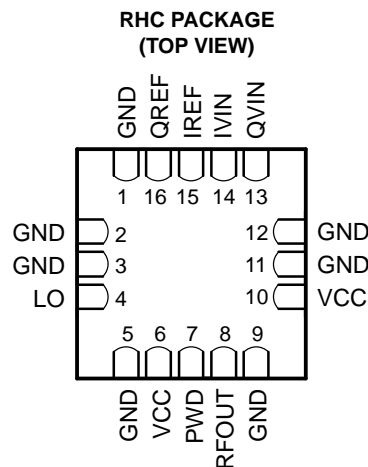 RHC PACKAGE
(TOP VIEW)
GND QREF IREF IVIN QVIN
1 16 15 14 13
GND 2 12 GND
GND 3 11 GND
LO 4 10 VCC
5 6 7 8 9
GND VCC PWD RFOUT GND